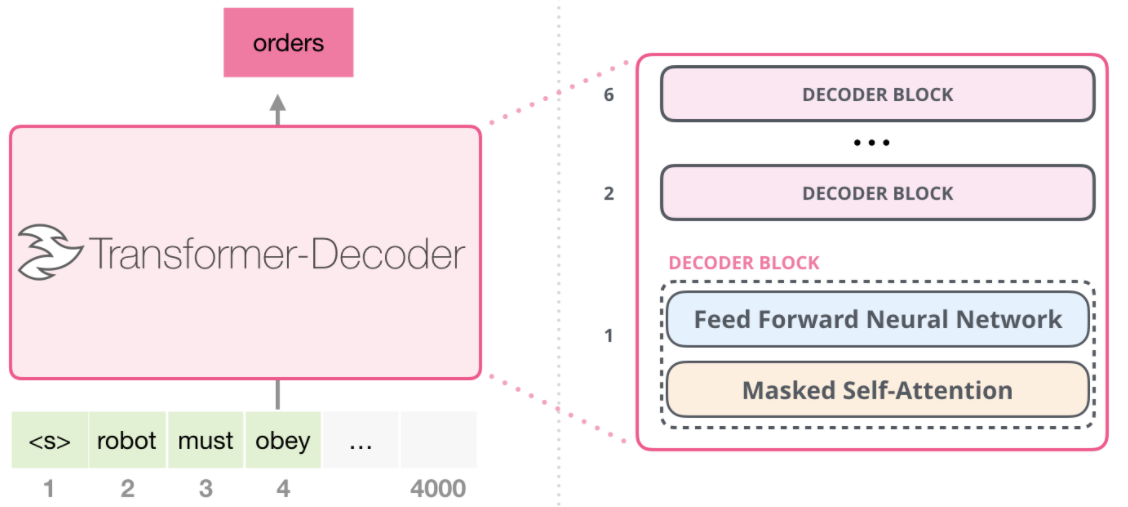 orders
Transformer-Decoder
<s> robot must obey ...
1 2 3 4 4000
6 DECODER BLOCK
...
2 DECODER BLOCK
DECODER BLOCK
Feed Forward Neural Network
1
Masked Self-Attention